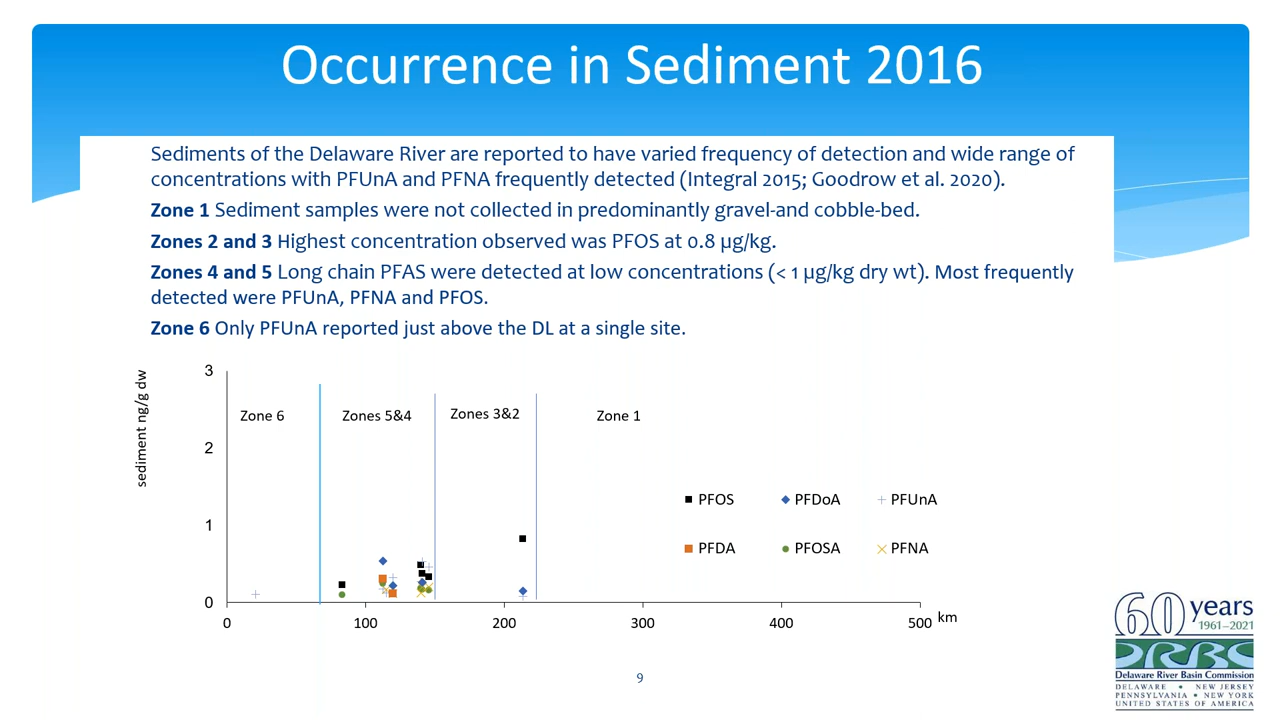 Occurrence in Sediment 2016
Sediments of the Delaware River are reported to have varied frequency of detection and wide range of
concentrations with PFUnA and PFNA frequently detected (Integral 2015; Goodrow et al. 2020).
Zone 1 Sediment samples were not collected in predominantly gravel-and cobble-bed.
Zones 2 and 3 Highest concentration observed was PFOS at 0.8 µg/kg.
Zones 4 and 5 Long chain PFAS were detected at low concentrations (< 1 µg/kg dry wt). Most frequently
detected were PFUnA, PFNA and PFOS.
Zone 6 Only PFUnA reported just above the DL at a single site.
sediment ng/g dw
3
2
1
0
Zone 6
Zones 5&4
Zones 3&2
Zone 1
PFOS
PFDoA
PFUnA
PFDA
PFOSA
PFNA
0
100
200
300
400
500
km
9
60 years
1961–2021
DRBC
Delaware River Basin Commission
DELAWARE • NEW JERSEY
PENNSYLVANIA • NEW YORK
UNITED STATES OF AMERICA